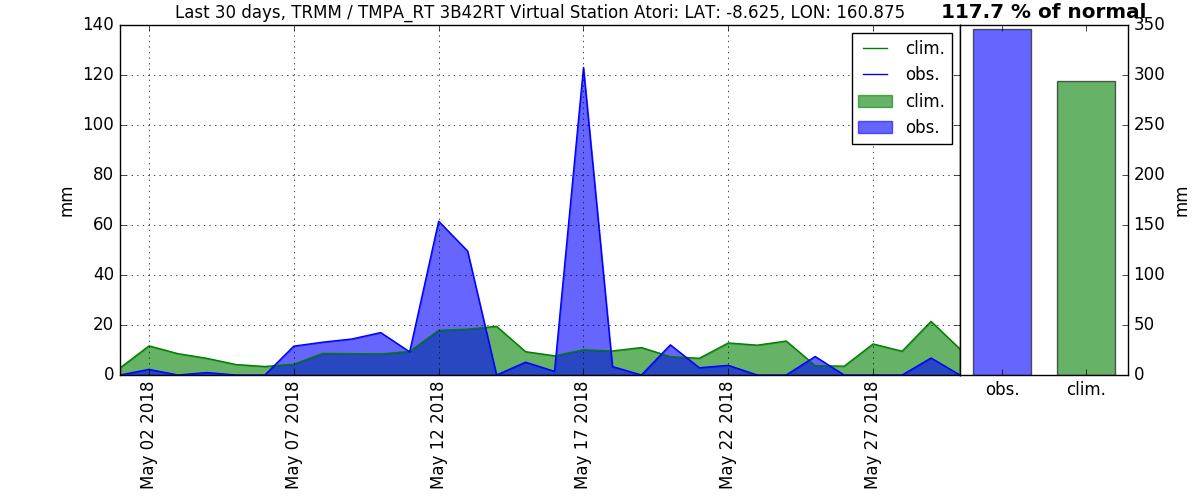 Last 30 days, TRMM / TMPA_RT 3B42RT Virtual Station Atori: LAT: -8.625, LON: 160.875
117.7 % of normal
140
120
100
80
60
40
20
0
mm
clim.
obs.
clim.
obs.
350
300
250
200
150
100
50
0
mm
May 02 2018
May 07 2018
May 12 2018
May 17 2018
May 22 2018
May 27 2018
obs.
clim.